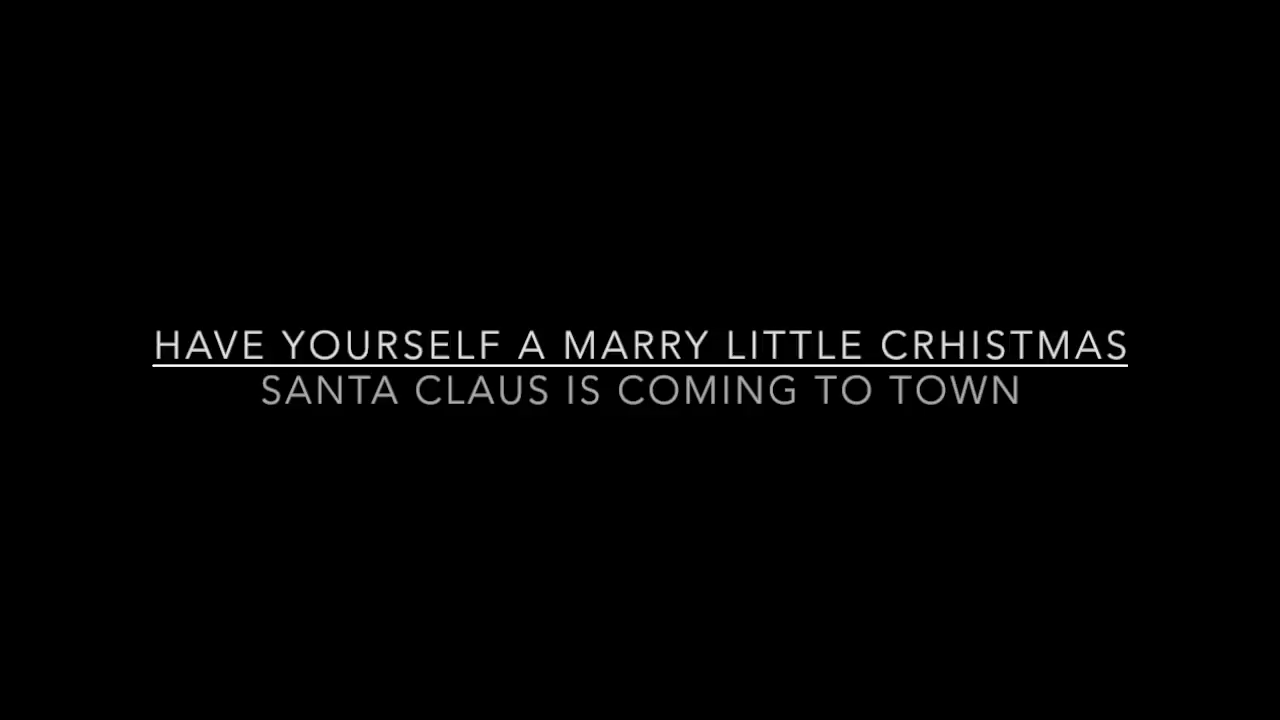 HAVE YOURSELF A MARRY LITTLE CRHISTMAS
SANTA CLAUS IS COMING TO TOWN